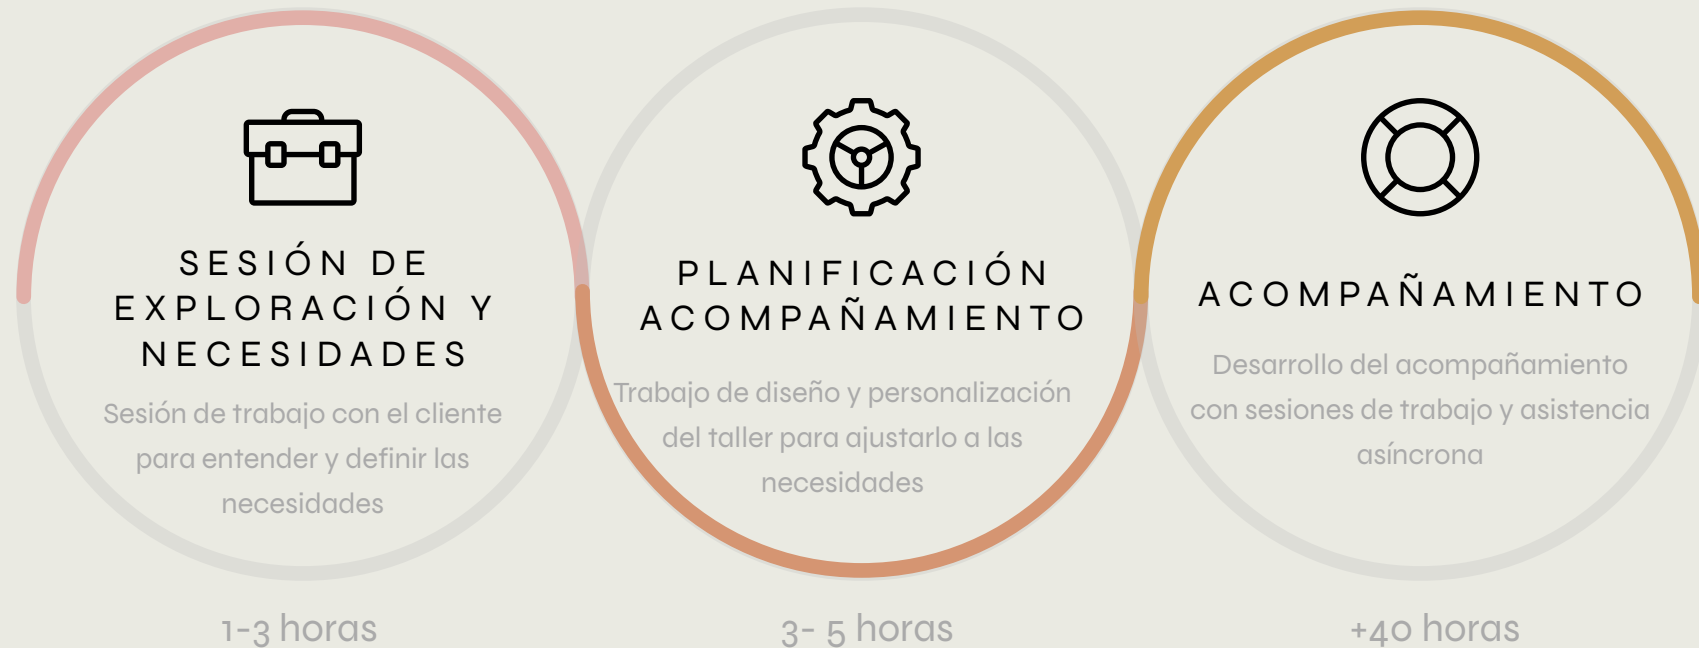 SESIÓN DE
EXPLORACIÓN Y
NECESIDADES
Sesión de trabajo con el cliente
para entender y definir las
necesidades
1-3 horas
PLANIFICACIÓN
ACOMPAÑAMIENTO
Trabajo de diseño y personalización
del taller para ajustarlo a las
necesidades
3- 5 horas
ACOMPAÑAMIENTO
Desarrollo del acompañamiento
con sesiones de trabajo y asistencia
asíncrona
+40 horas